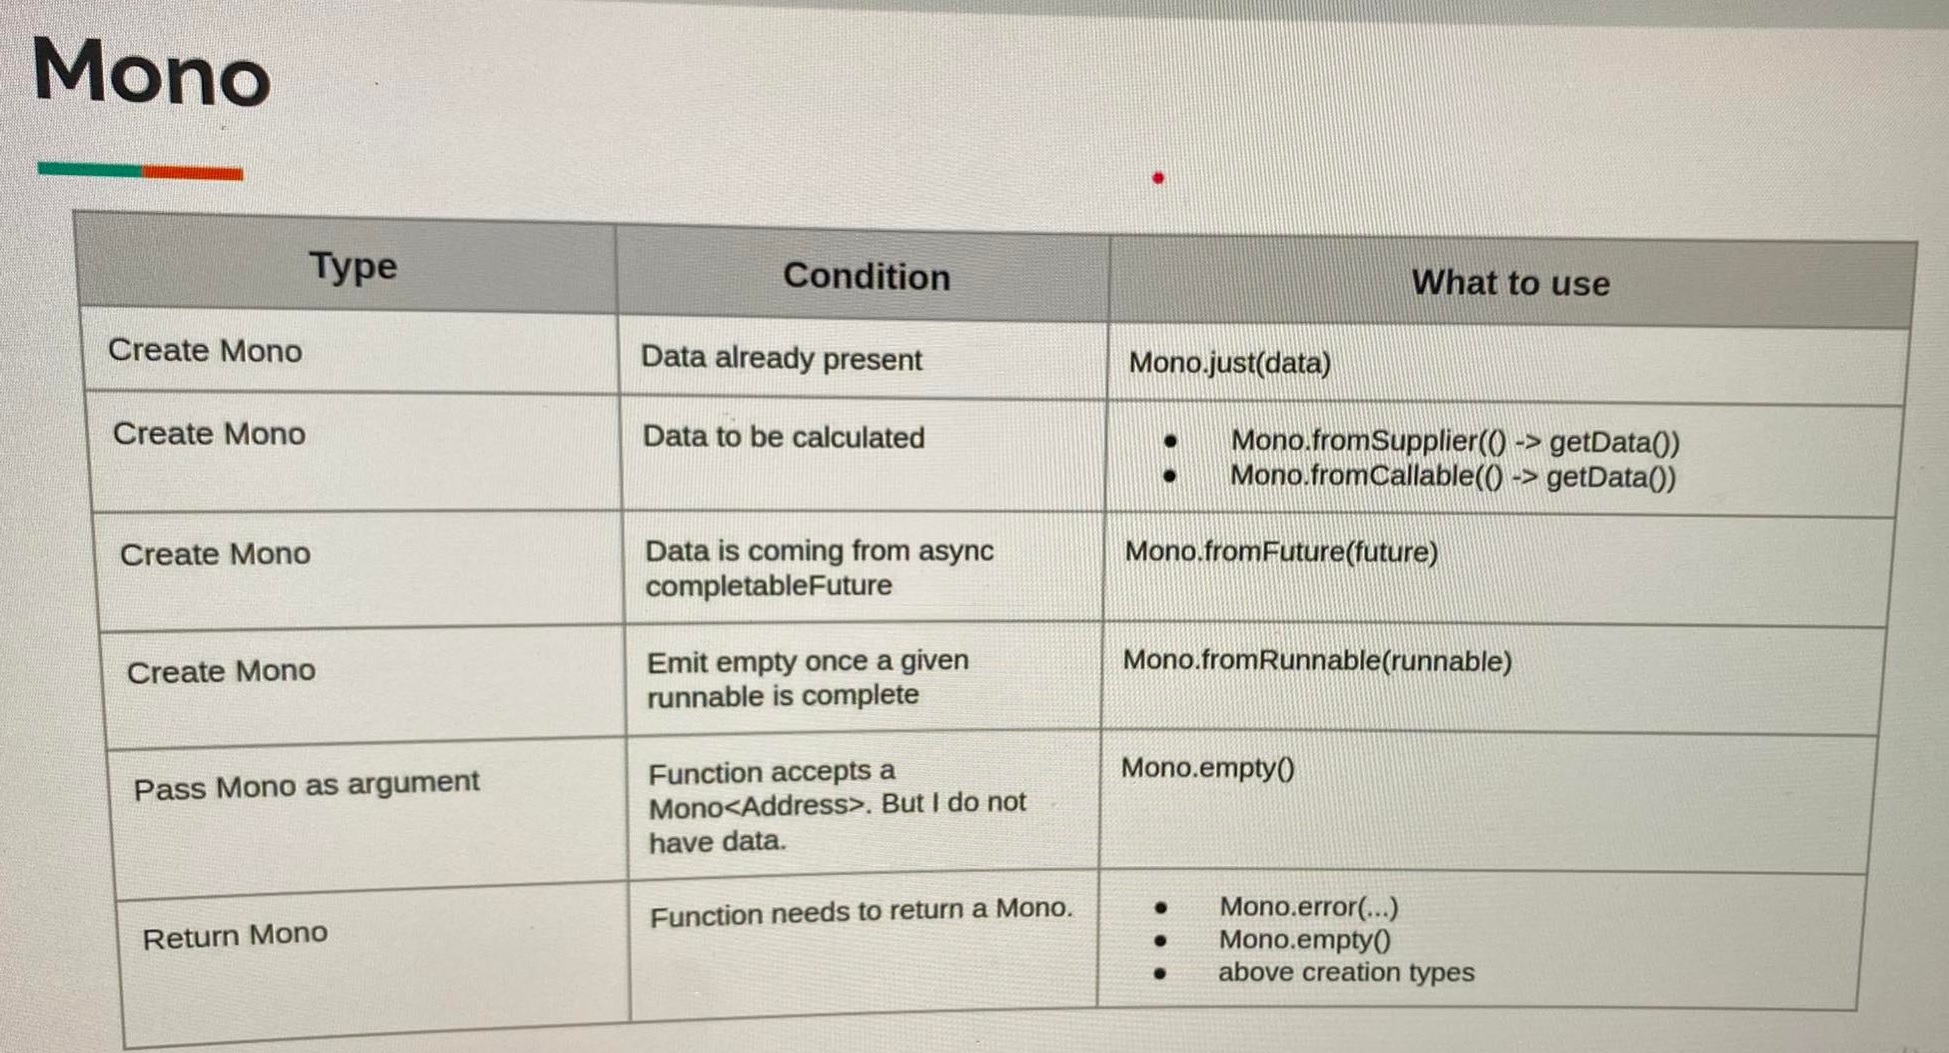 Mono
Type
Condition
What to use
Create Mono
Data already present
Mono.just(data)
Create Mono
Data to be calculated
• Mono.fromSupplier(() -> getData())
• Mono.fromCallable(() -> getData())
Create Mono
Data is coming from async
completableFuture
Mono.fromFuture(future)
Create Mono
Emit empty once a given
runnable is complete
Mono.fromRunnable(runnable)
Pass Mono as argument
Function accepts a
Mono<Address>. But I do not
have data.
Mono.empty()
Return Mono
Function needs to return a Mono.
• Mono.error(...)
• Mono.empty()
• above creation types